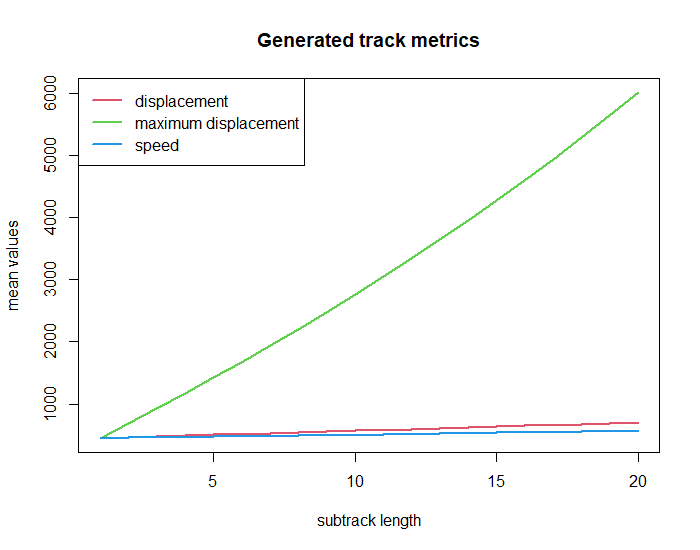 Generated track metrics
displacement
maximum displacement
speed
mean values
6000
5000
4000
3000
2000
1000
5 10 15 20
subtrack length